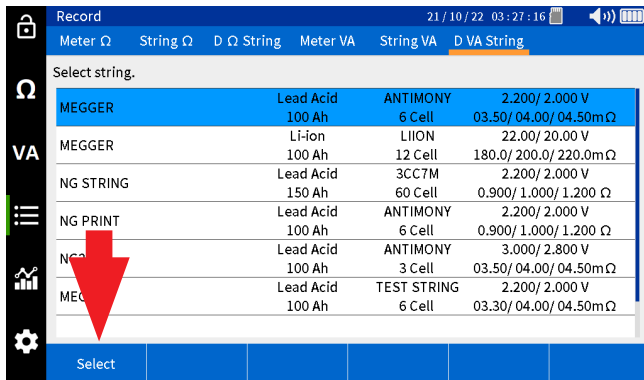 Record 21/10/22 03:27:16
Meter Ω String Ω D Ω String Meter VA String VA D VA String
Select string.
Ω
VA
MEGGER Lead Acid ANTIMONY 2.200/ 2.000 V
100 Ah 6 Cell 03.50/ 04.00/ 04.50mΩ
MEGGER Li-ion LIION 22.00/ 20.00 V
100 Ah 12 Cell 180.0/ 200.0/ 220.0mΩ
NG STRING Lead Acid 3CC7M 2.200/ 2.000 V
150 Ah 60 Cell 0.900/ 1.000/ 1.200 Ω
NG PRINT Lead Acid ANTIMONY 2.200/ 2.000 V
100 Ah 6 Cell 0.900/ 1.000/ 1.200 Ω
Lead Acid ANTIMONY 3.000/ 2.800 V
100 Ah 3 Cell 03.50/ 04.00/ 04.50mΩ
Lead Acid TEST STRING 2.200/ 2.000 V
100 Ah 6 Cell 03.30/ 04.00/ 04.50mΩ
Select